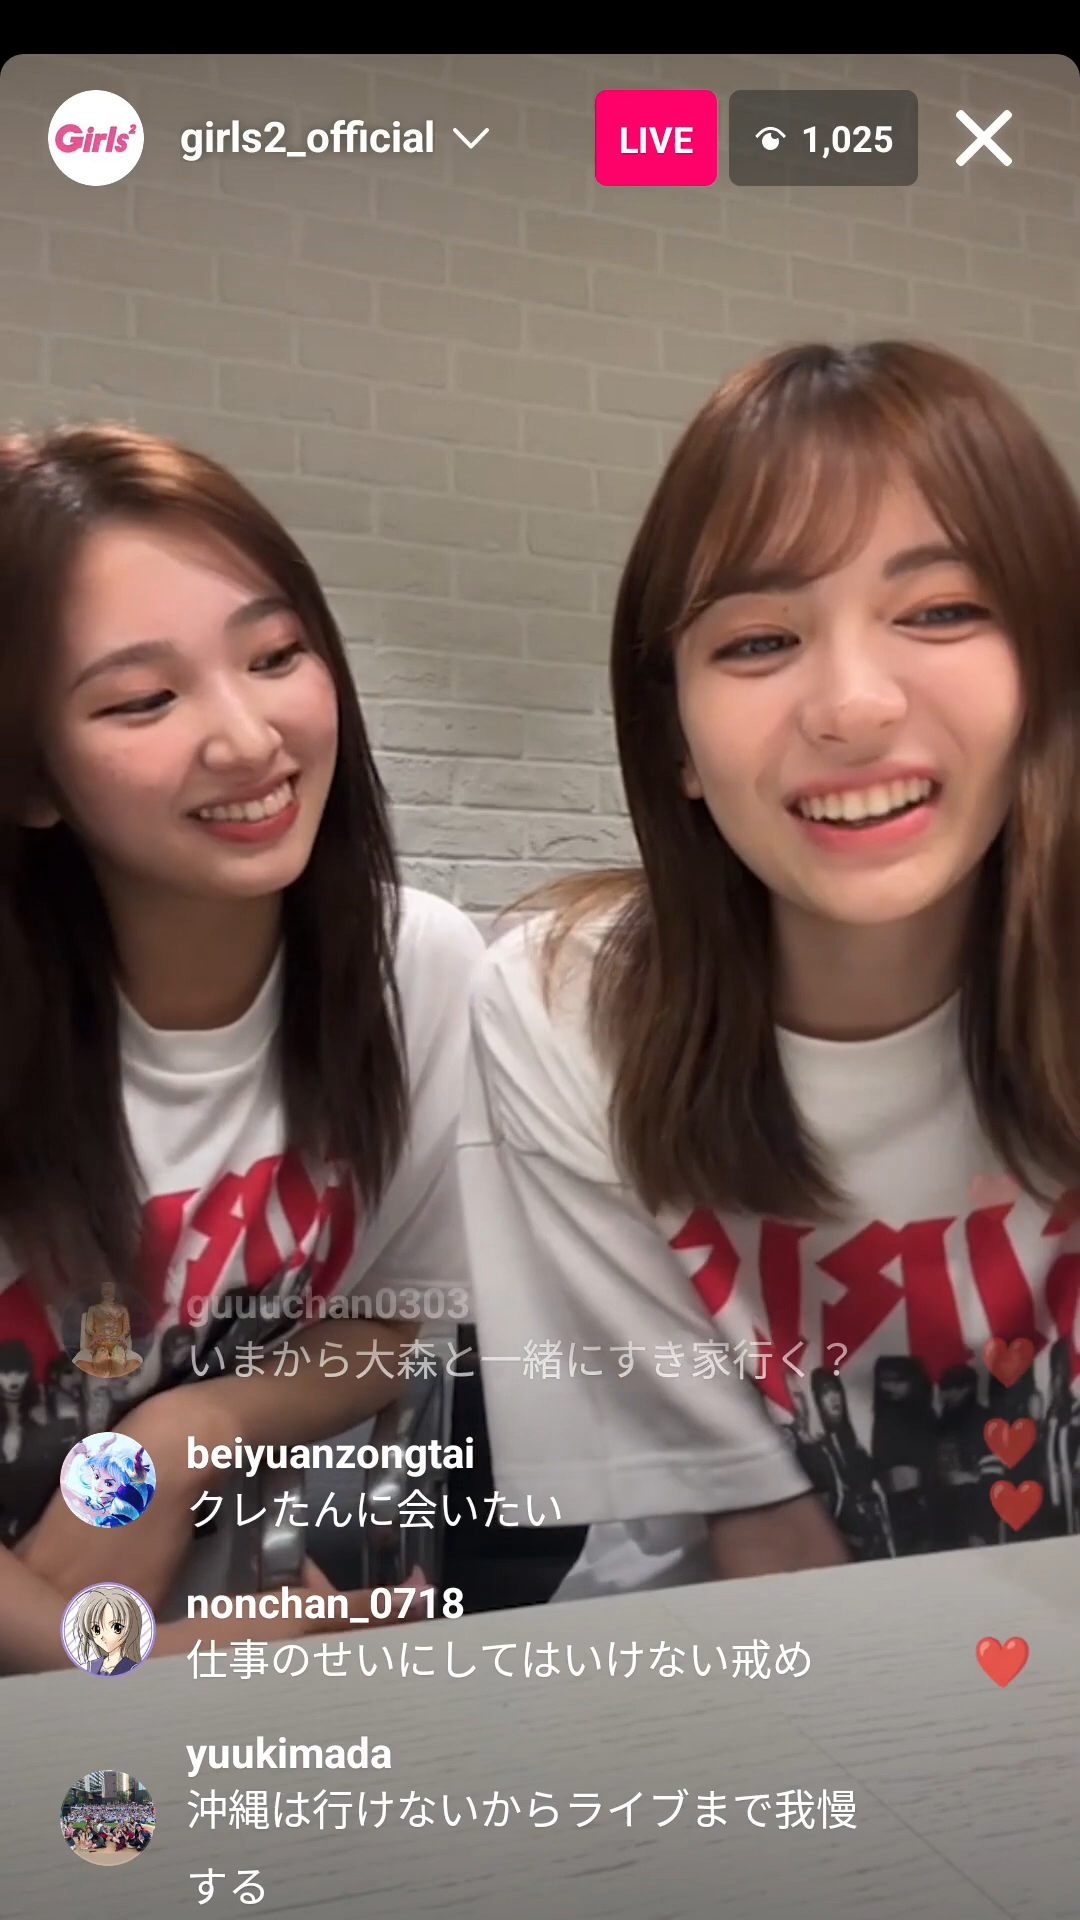 Girls²
girls2_official
LIVE
1,025
guuuchan0303
いまから大森と一緒にすき家行く？
beiyuanzongtai
クレたんに会いたい
nonchan_0718
仕事のせいにしてはいけない戒め
yuukimada
沖縄は行けないからライブまで我慢
する